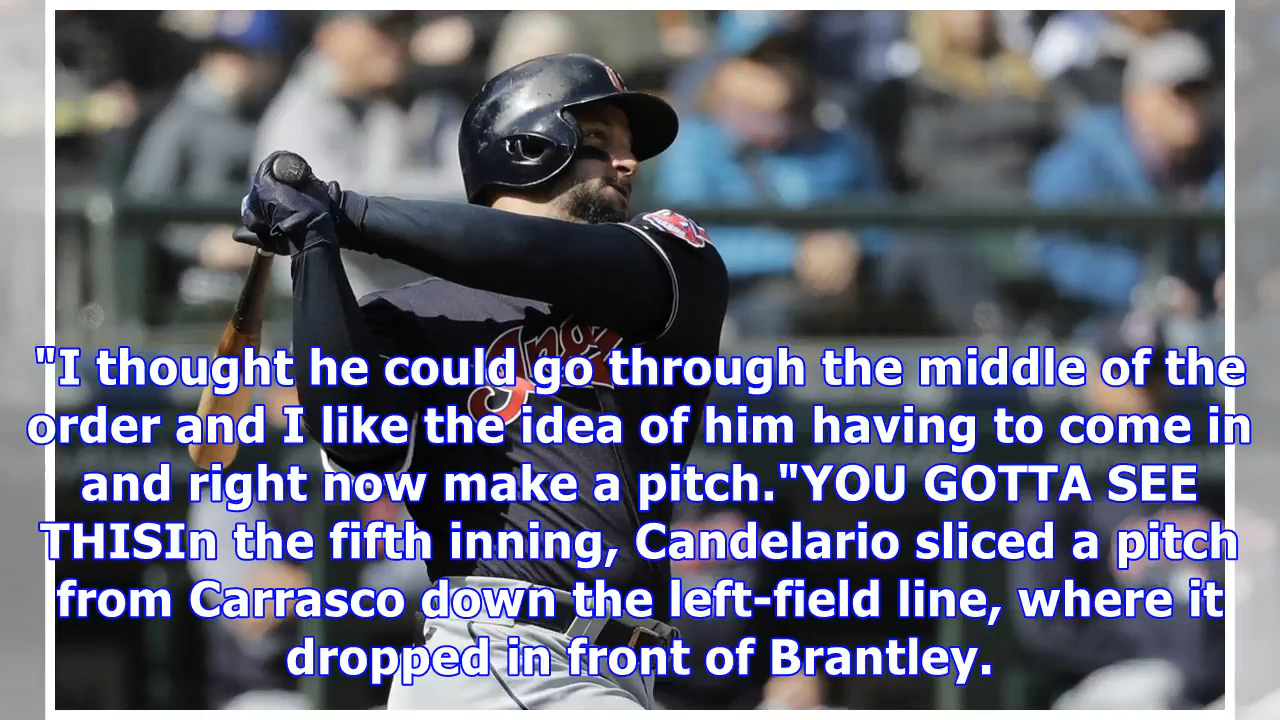 "I thought he could go through the middle of the
order and I like the idea of him having to come in
and right now make a pitch."YOU GOTTA SEE
THISIn the fifth inning, Candelario sliced a pitch
from Carrasco down the left-field line, where it
dropped in front of Brantley.